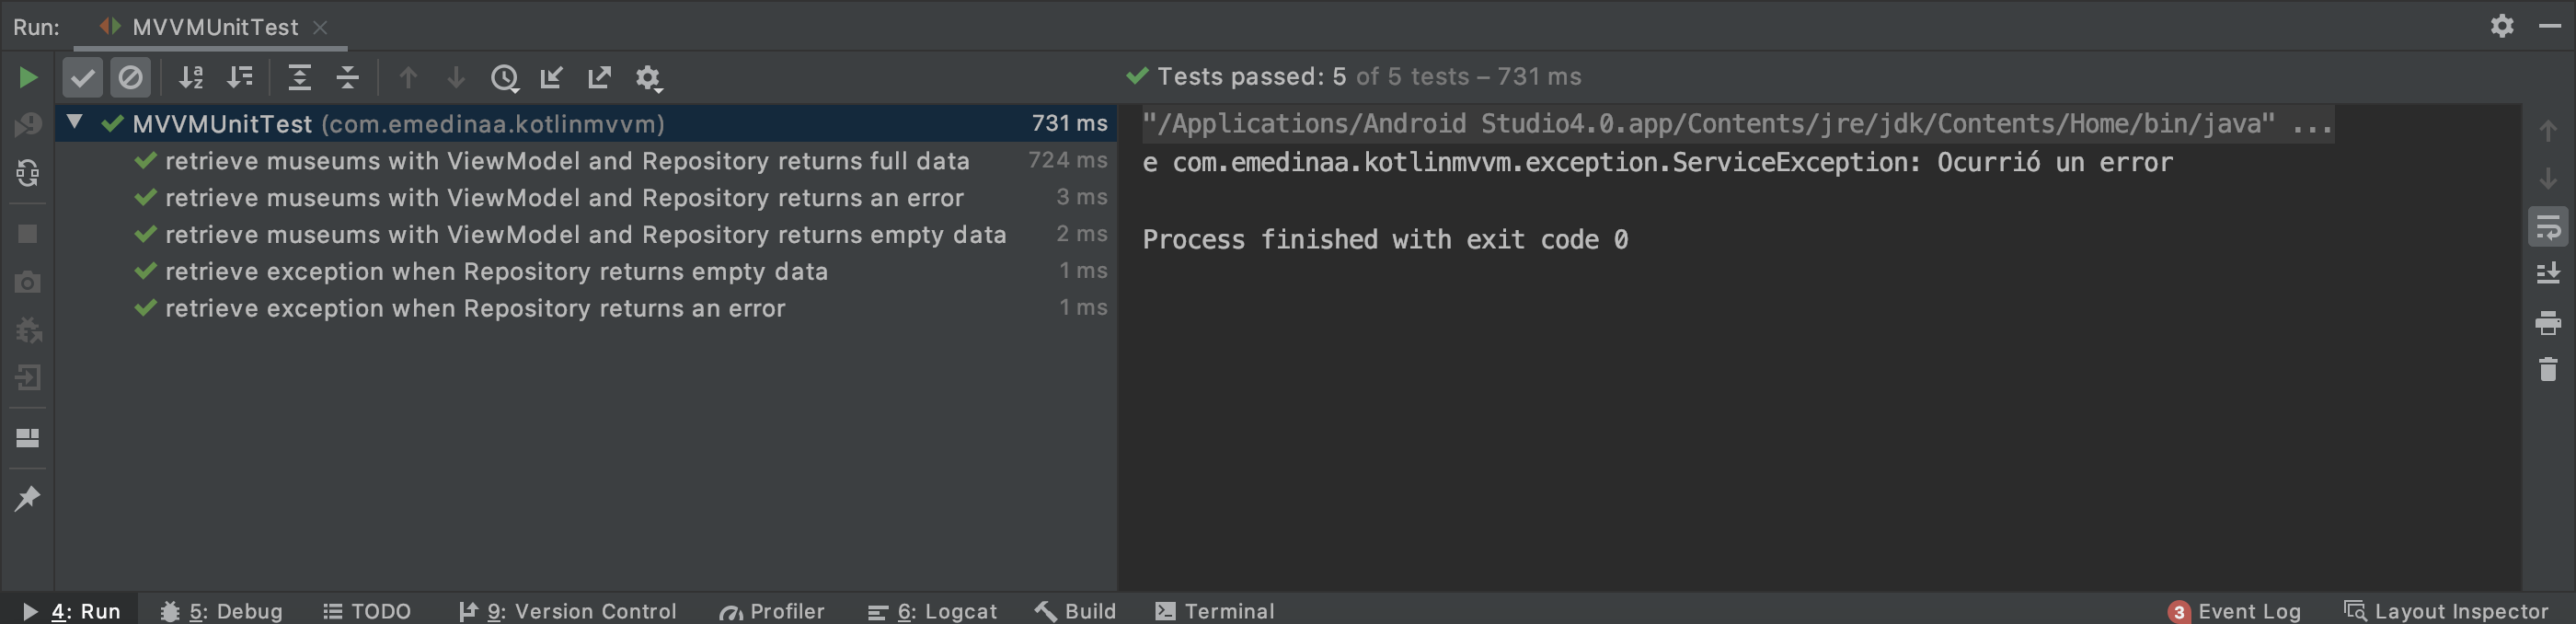 Run: MVVMUnitTest
Tests passed: 5 of 5 tests – 731 ms
MVVMUnitTest (com.emedinaa.kotlinmvvm) 731 ms
retrieve museums with ViewModel and Repository returns full data 724 ms
retrieve museums with ViewModel and Repository returns an error 3 ms
retrieve museums with ViewModel and Repository returns empty data 2 ms
retrieve exception when Repository returns empty data 1 ms
retrieve exception when Repository returns an error 1 ms
"/Applications/Android Studio4.0.app/Contents/jre/jdk/Contents/Home/bin/java" ...
e com.emedinaa.kotlinmvvm.exception.ServiceException: Ocurrió un error
Process finished with exit code 0
4: Run 5: Debug TODO 9: Version Control Profiler 6: Logcat Build Terminal 3 Event Log Layout Inspector